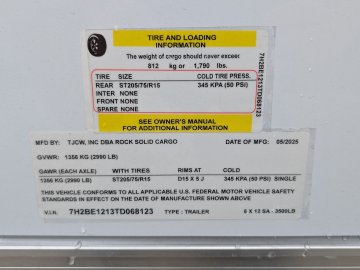 TIRE AND LOADING
INFORMATION
The weight of cargo should never exceed
812 kg or 1,790 lbs.
TIRE SIZE COLD TIRE PRESS.
REAR ST205/75/R15 345 KPA (50 PSI)
INTER NONE
FRONT NONE
SPARE NONE
SEE OWNER'S MANUAL
FOR ADDITIONAL INFORMATION
7H2BE1213TD068123
MFD BY: TJCW, INC DBA ROCK SOLID CARGO DATE OF MFG: 05/2025
GVWR: 1356 KG (2990 LB)
GAWR (EACH AXLE) WITH TIRES RIMS AT COLD
1356 KG (2990 LB) ST205/75/R15 D15 X 5 J 345 KPA (50 PSI) SINGLE
THIS VEHICLE CONFORMS TO ALL APPLICABLE U.S. FEDERAL MOTOR VEHICLE SAFETY
STANDARDS IN EFFECT ON THE DATE OF MANUFACTURE SHOWN ABOVE
V.I.N. 7H2BE1213TD068123 TYPE : TRAILER 6 X 12 SA - 3500LB